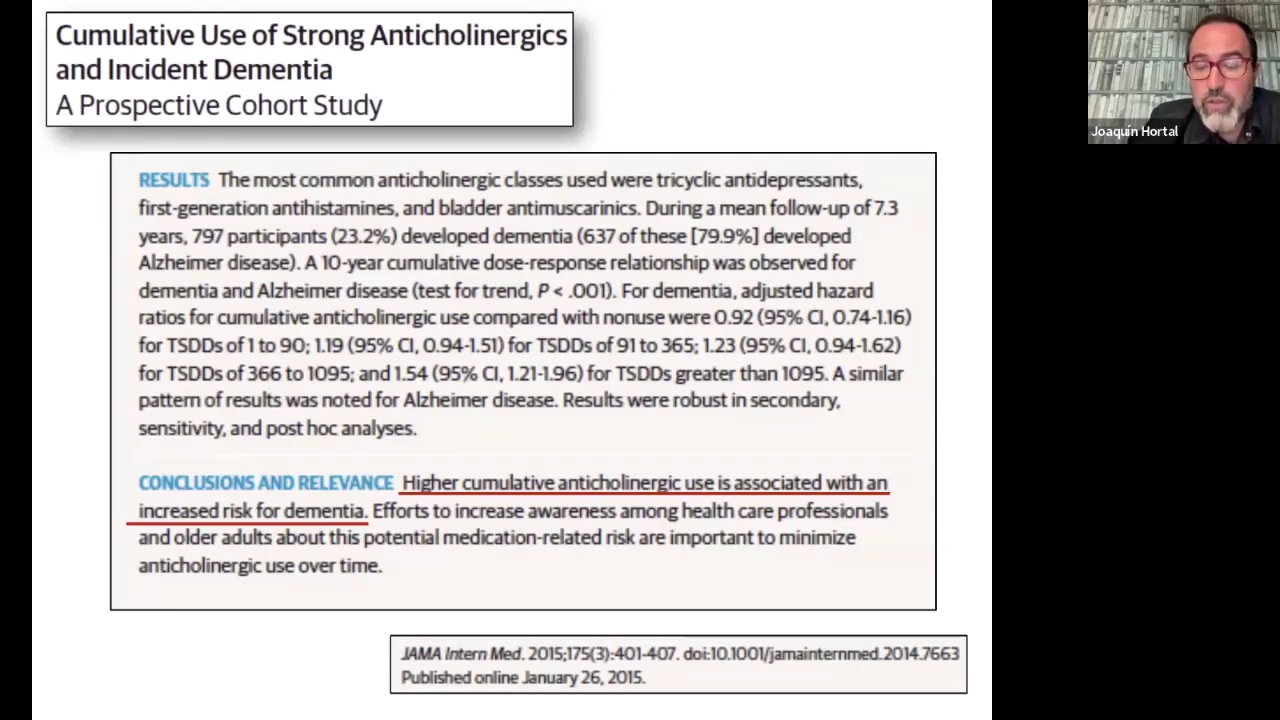 Cumulative Use of Strong Anticholinergics
and Incident Dementia
A Prospective Cohort Study
Joaquín Hortal
RESULTS The most common anticholinergic classes used were tricyclic antidepressants,
first-generation antihistamines, and bladder antimuscarinics. During a mean follow-up of 7.3
years, 797 participants (23.2%) developed dementia (637 of these [79.9%] developed
Alzheimer disease). A 10-year cumulative dose-response relationship was observed for
dementia and Alzheimer disease (test for trend, P < .001). For dementia, adjusted hazard
ratios for cumulative anticholinergic use compared with nonuse were 0.92 (95% CI, 0.74-1.16)
for TSDDs of 1 to 90; 1.19 (95% CI, 0.94-1.51) for TSDDs of 91 to 365; 1.23 (95% CI, 0.94-1.62)
for TSDDs of 366 to 1095; and 1.54 (95% CI, 1.21-1.96) for TSDDs greater than 1095. A similar
pattern of results was noted for Alzheimer disease. Results were robust in secondary,
sensitivity, and post hoc analyses.
CONCLUSIONS AND RELEVANCE Higher cumulative anticholinergic use is associated with an
increased risk for dementia. Efforts to increase awareness among health care professionals
and older adults about this potential medication-related risk are important to minimize
anticholinergic use over time.
JAMA Intern Med. 2015;175(3):401-407. doi:10.1001/jamainternmed.2014.7663
Published online January 26, 2015.